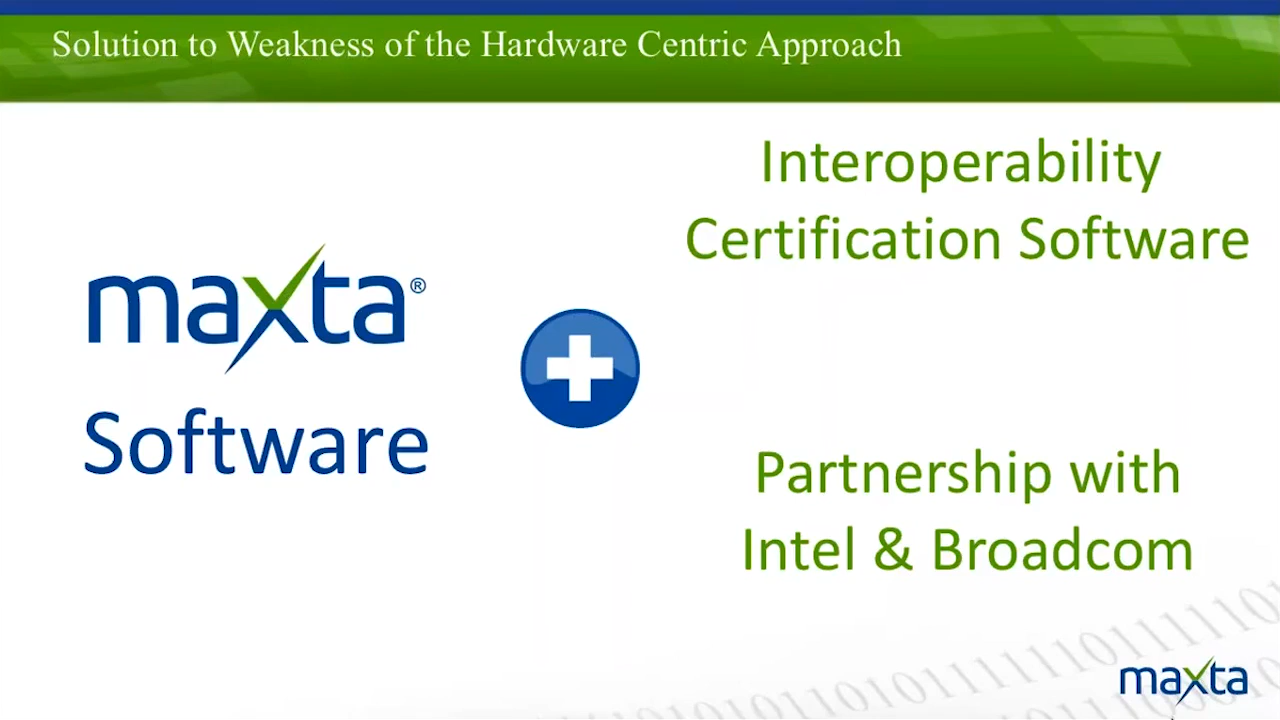 Solution to Weakness of the Hardware Centric Approach
maxta®
Software
Interoperability
Certification Software
Partnership with
Intel & Broadcom
maxta